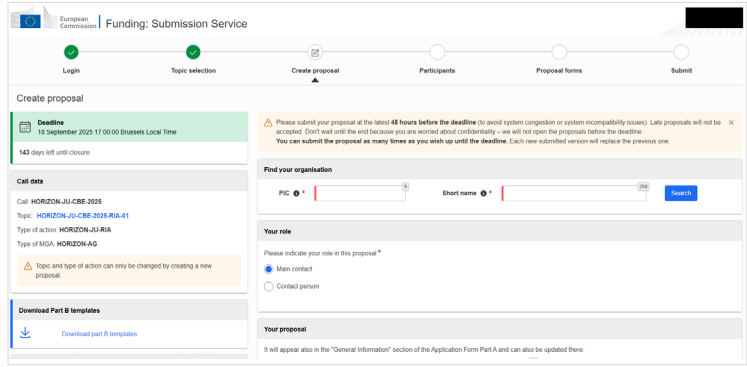 European
Commission
Funding: Submission Service
Login
Topic selection
Create proposal
Participants
Proposal forms
Submit
Create proposal
Deadline
18 September 2025 17:00:00 Brussels Local Time
143 days left until closure
Call data
Call: HORIZON-JU-CBE-2025
Topic: HORIZON-JU-CBE-2025-RIA-01
Type of action: HORIZON-JU-RIA
Type of MGA: HORIZON-AG
Topic and type of action can only be changed by creating a new
proposal.
Download Part B templates
Download part B templates
Please submit your proposal at the latest 48 hours before the deadline (to avoid system congestion or system incompatibility issues). Late proposals will not be
accepted. Don't wait until the end because you are worried about confidentiality – we will not open the proposals before the deadline
You can submit the proposal as many times as you wish up until the deadline. Each new submitted version will replace the previous one.
Find your organisation
PIC * 9
Short name * 258
Search
Your role
Please indicate your role in this proposal *
Main contact
Contact person
Your proposal
It will appear also in the "General Information" section of the Application Form Part A and can also be updated there.